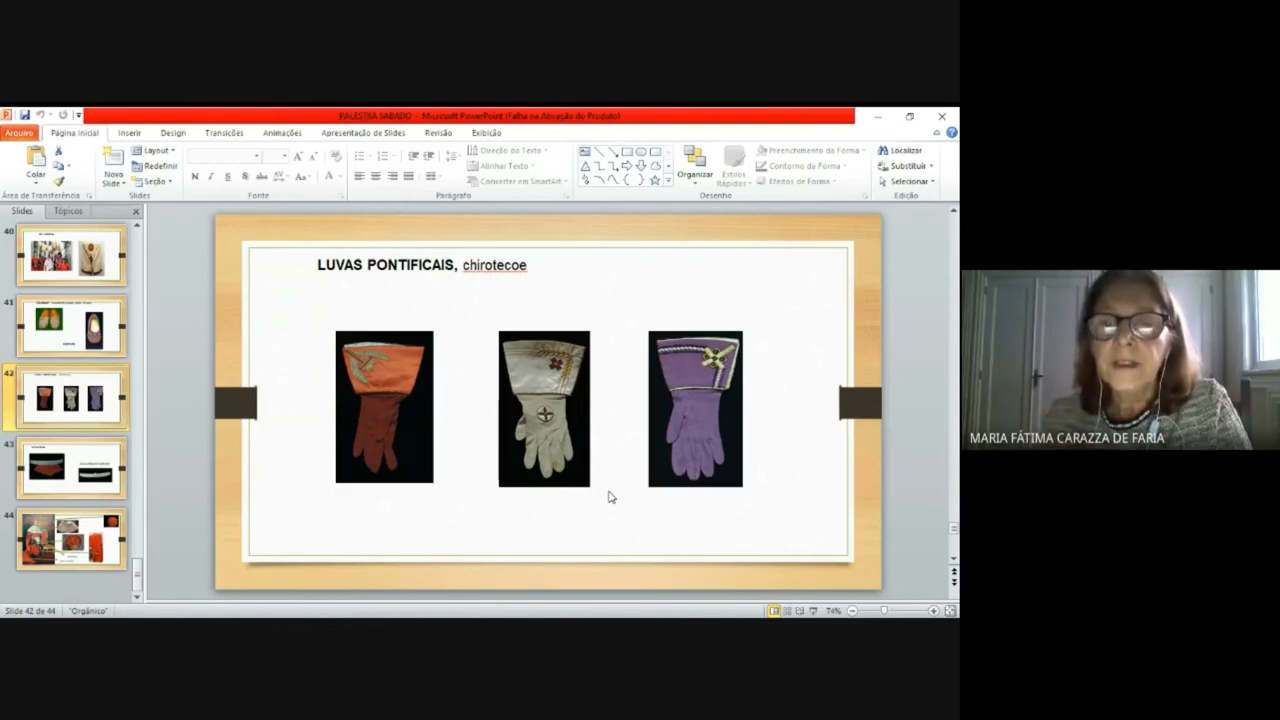 PALESTRA SABADO - Microsoft PowerPoint (Falha na Ativação do Produto)
Arquivo Página Inicial Inserir Design Transições Animações Apresentação de Slides Revisão Exibição
Colar
Novo Slide
Layout
Redefinir
Seção
N I S S abc AV Aa A
Direção do Texto
Alinhar Texto
Converter em SmartArt
Organizar
Estilos Rápidos
Preenchimento da Forma
Contorno da Forma
Efeitos de Forma
Localizar
Substituir
Selecionar
Área de Transferência Slides Fonte Parágrafo Desenho Edição
Slides Tópicos
40
41
42
43
44
LUVAS PONTIFICAIS, chirotecoe
MARIA FÁTIMA CARAZZA DE FARIA
Slide 42 de 44 "Orgânico" 74%